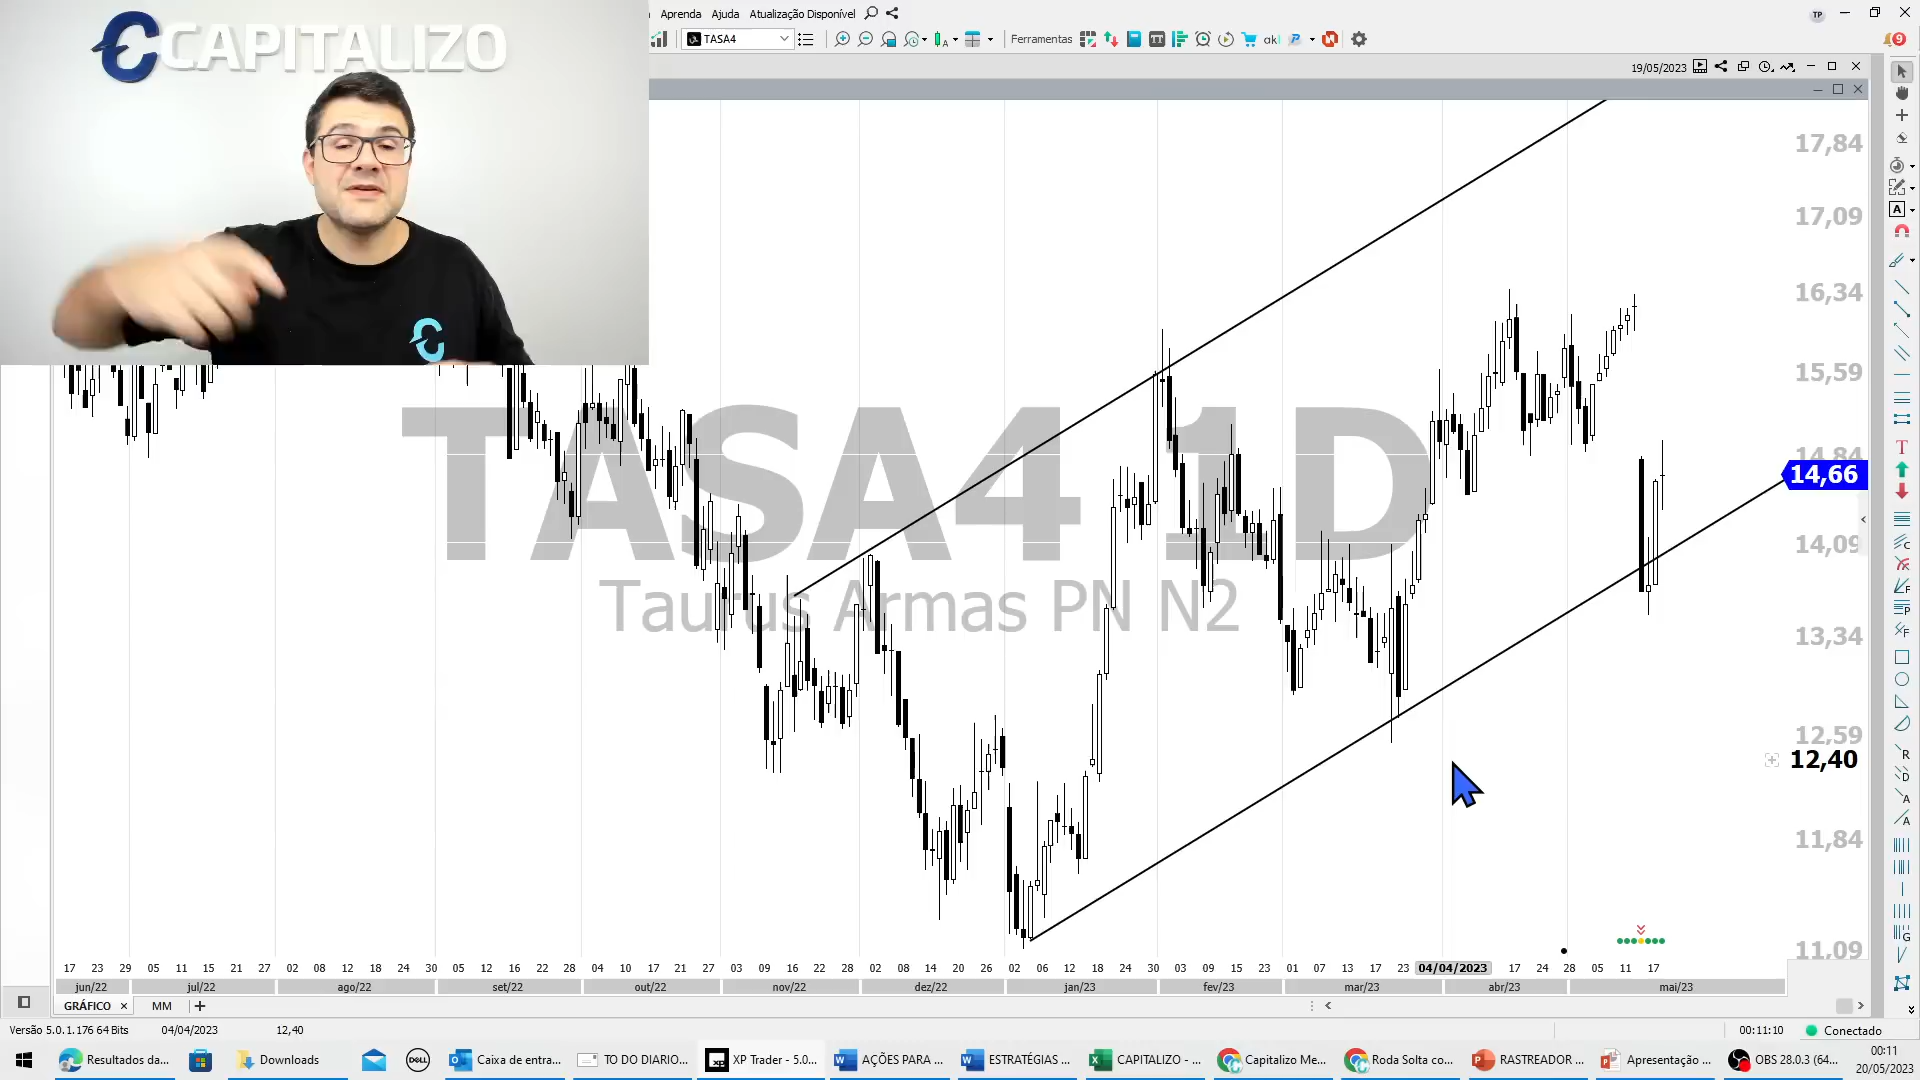 CAPITALIZO
Aprenda Ajuda Atualização Disponível
TP
TASA4
Ferramentas
9
19/05/2023
17,84
17,09
16,34
15,59
14,84
14,66
14,09
13,34
12,59
12,40
11,84
11,09
TASA4 1D
Taurus Armas PN N2
17 23 29 05 11 15 21 27 02 08 12 18 24 30 05 12 16 22 28 04 10 17 21 27 03 09 16 22 28 02 08 14 20 26 02 06 12 18 24 30 03 09 15 23 01 07 13 17 23 04/04/2023 17 24 28 05 11 17
jun/22 jul/22 ago/22 set/22 out/22 nov/22 dez/22 jan/23 fev/23 mar/23 abr/23 mai/23
GRÁFICO × MM +
Versão 5.0.1.176 64 Bits 04/04/2023 12,40 00:11:10 Conectado
Resultados da... Downloads DELL Caixa de entra... TO DO DIARIO... XP Trader - 5.0... AÇÕES PARA ... ESTRATÉGIAS ... CAPITALIZO - ... Capitalizo Me... Roda Solta co... RASTREADOR ... Apresentação ... OBS 28.0.3 (64... 00:11
20/05/2023